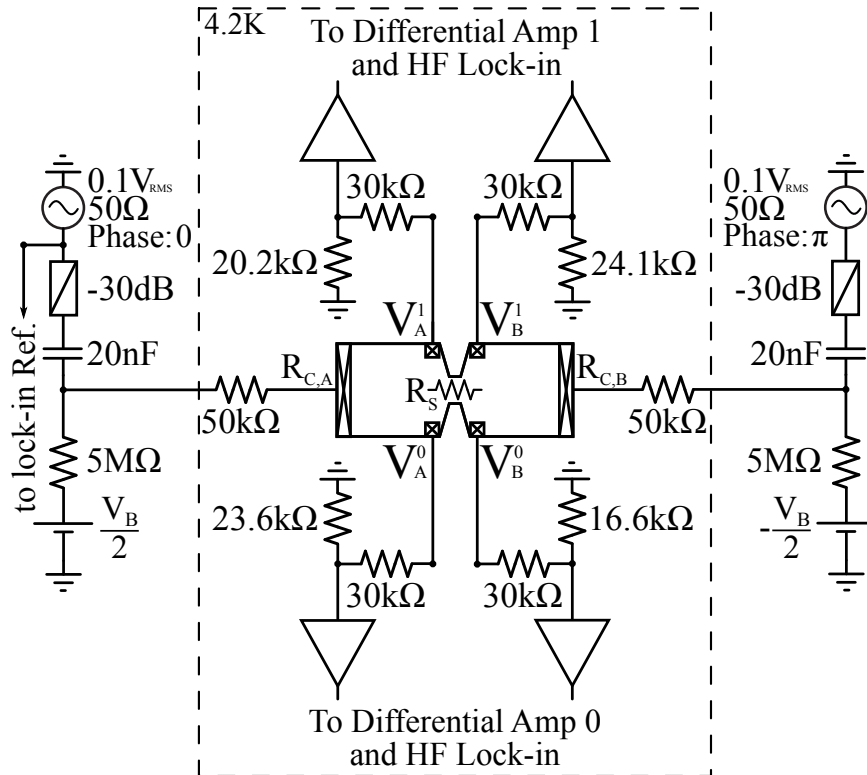 4.2K
To Differential Amp 1
and HF Lock-in
0.1V_RMS
50Ω
Phase:0
-30dB
20nF
to lock-in Ref.
5MΩ
V_B
2
30kΩ
30kΩ
20.2kΩ
24.1kΩ
V_A^1
V_B^1
R_C,A
R_S
R_C,B
50kΩ
50kΩ
V_A^0
V_B^0
23.6kΩ
16.6kΩ
30kΩ
30kΩ
To Differential Amp 0
and HF Lock-in
0.1V_RMS
50Ω
Phase:π
-30dB
20nF
5MΩ
-V_B
2